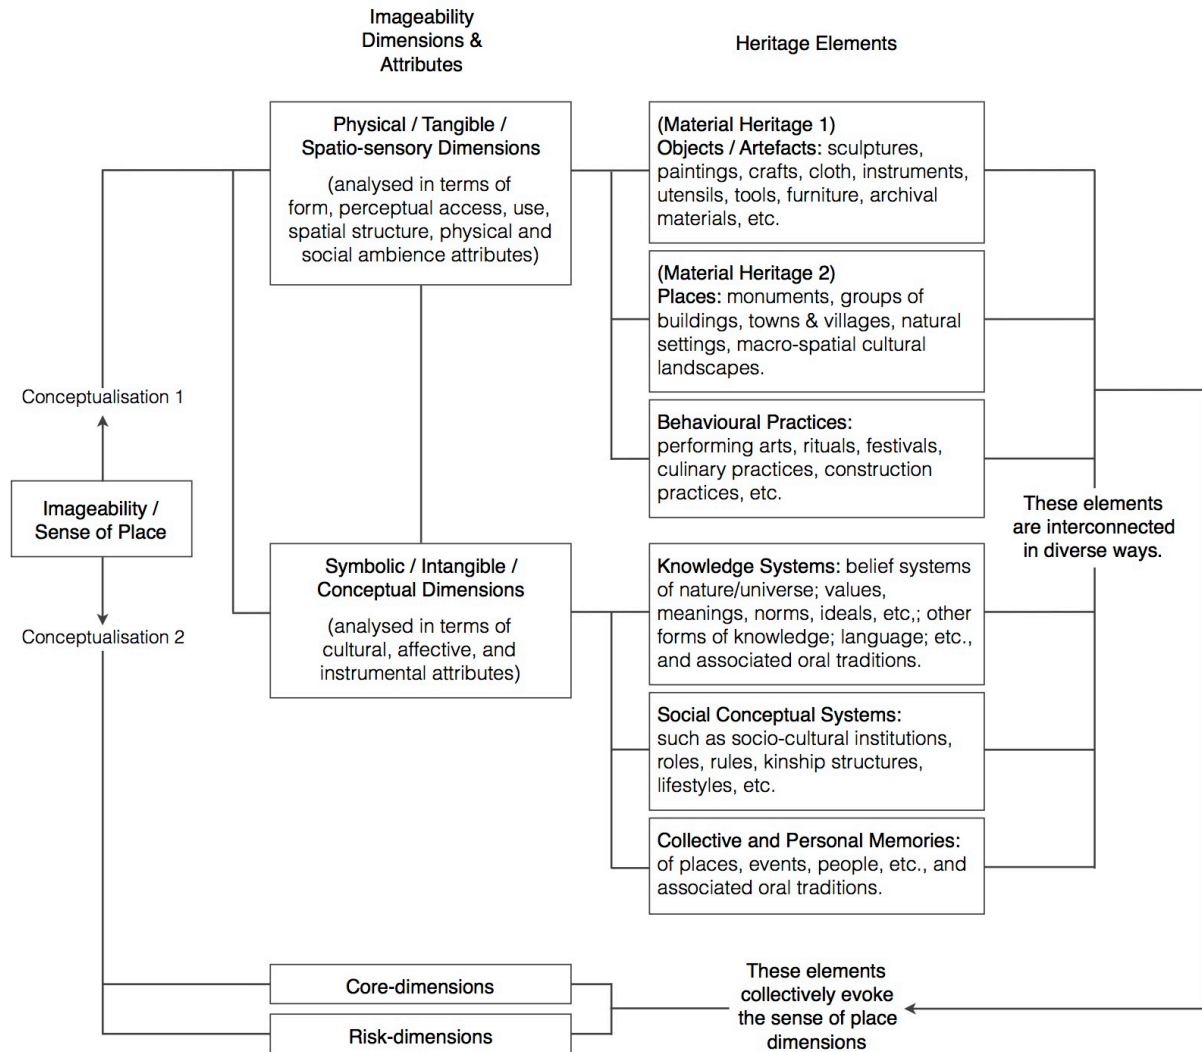 Imageability
Dimensions &
Attributes
Heritage Elements
Physical / Tangible /
Spatio-sensory Dimensions
(analysed in terms of
form, perceptual access, use,
spatial structure, physical and
social ambience attributes)
(Material Heritage 1)
Objects / Artefacts: sculptures,
paintings, crafts, cloth, instruments,
utensils, tools, furniture, archival
materials, etc.
(Material Heritage 2)
Places: monuments, groups of
buildings, towns & villages, natural
settings, macro-spatial cultural
landscapes.
Behavioural Practices:
performing arts, rituals, festivals,
culinary practices, construction
practices, etc.
Conceptualisation 1
Imageability /
Sense of Place
Conceptualisation 2
These elements
are interconnected
in diverse ways.
Symbolic / Intangible /
Conceptual Dimensions
(analysed in terms of
cultural, affective, and
instrumental attributes)
Knowledge Systems: belief systems
of nature/universe; values,
meanings, norms, ideals, etc,; other
forms of knowledge; language; etc.,
and associated oral traditions.
Social Conceptual Systems:
such as socio-cultural institutions,
roles, rules, kinship structures,
lifestyles, etc.
Collective and Personal Memories:
of places, events, people, etc., and
associated oral traditions.
Core-dimensions
Risk-dimensions
These elements
collectively evoke
the sense of place
dimensions